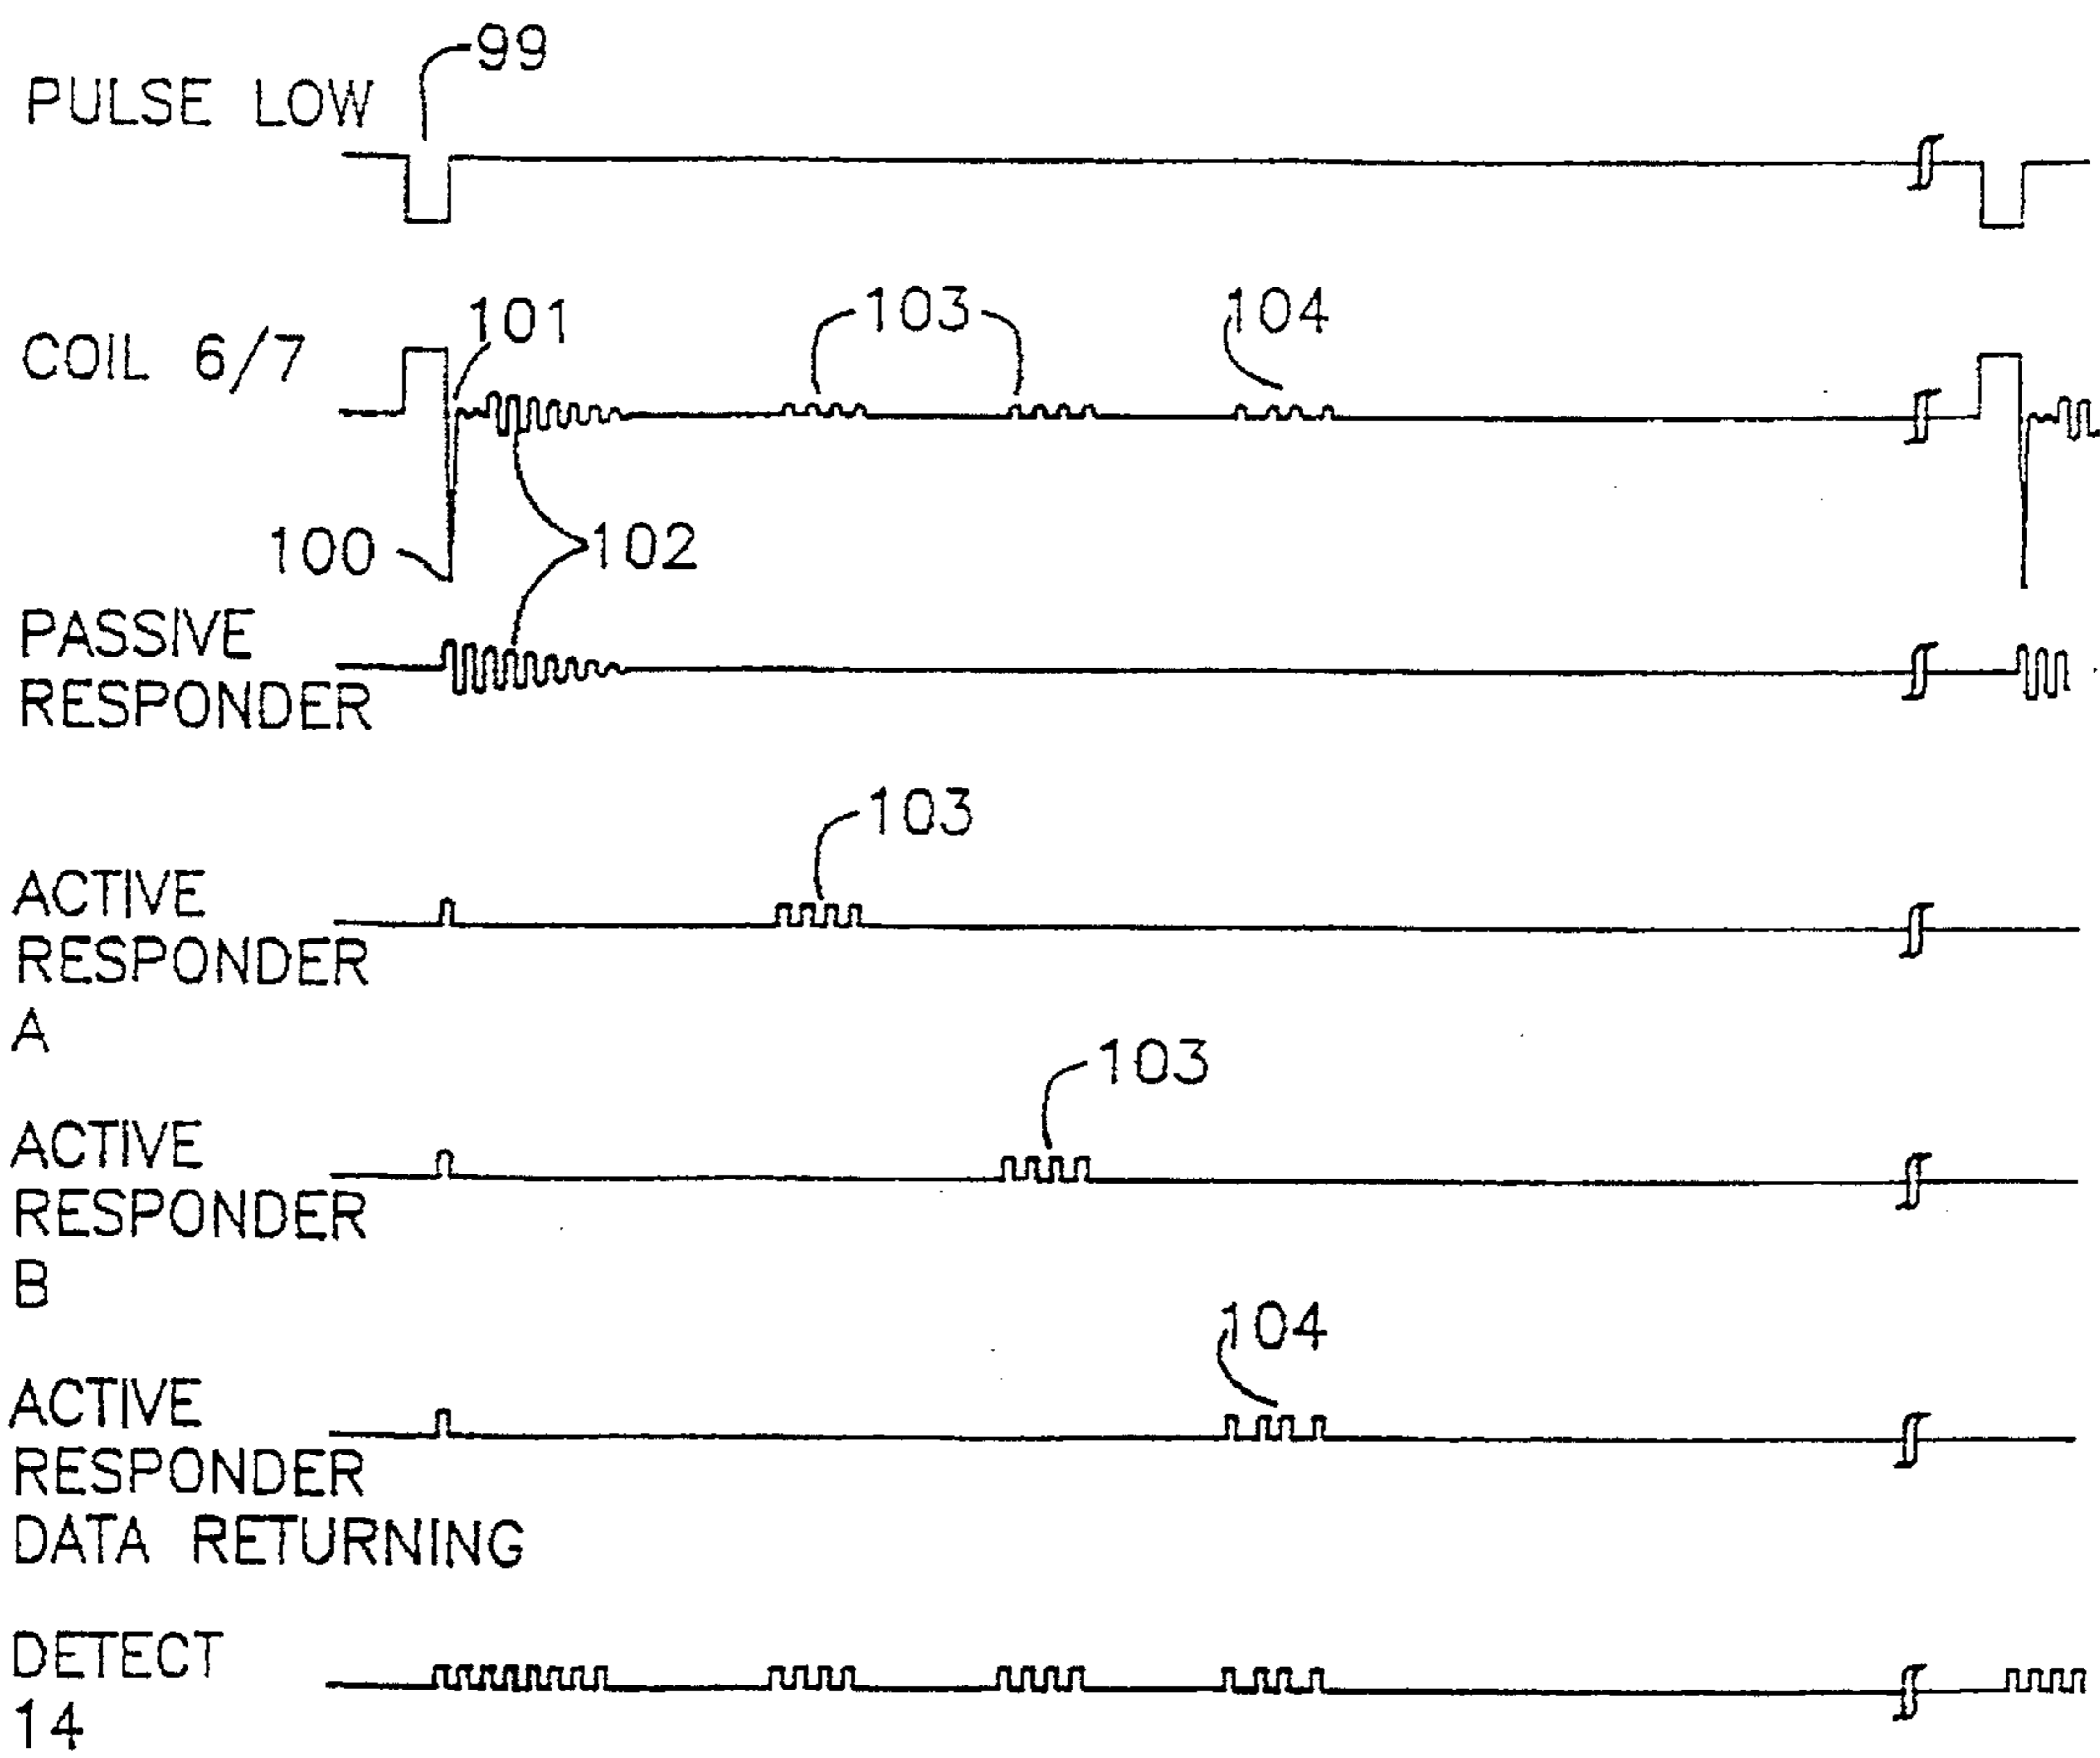 99
PULSE LOW
101
103
104
COIL 6/7
100
102
PASSIVE
RESPONDER
103
ACTIVE
RESPONDER
A
103
ACTIVE
RESPONDER
B
104
ACTIVE
RESPONDER
DATA RETURNING
DETECT
14